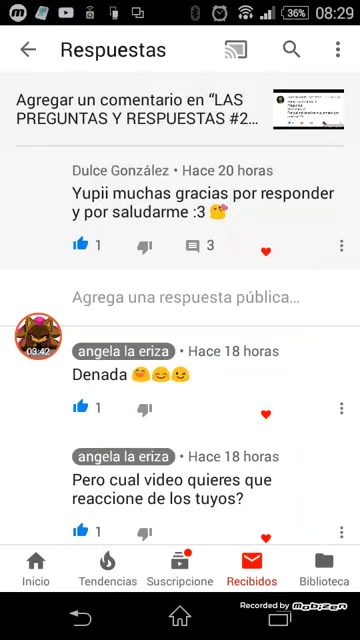 36% 08:29
Respuestas
Agregar un comentario en “LAS
PREGUNTAS Y RESPUESTAS #2...
Dulce González • Hace 20 horas
Yupii muchas gracias por responder
y por saludarme :3 😘
1 3
Agrega una respuesta pública...
03:42
angela la eriza • Hace 18 horas
Denada 😄😊😉
1
angela la eriza • Hace 18 horas
Pero cual video quieres que
reaccione de los tuyos?
1
Inicio Tendencias Suscripcione Recibidos Biblioteca
Recorded by Mobizen